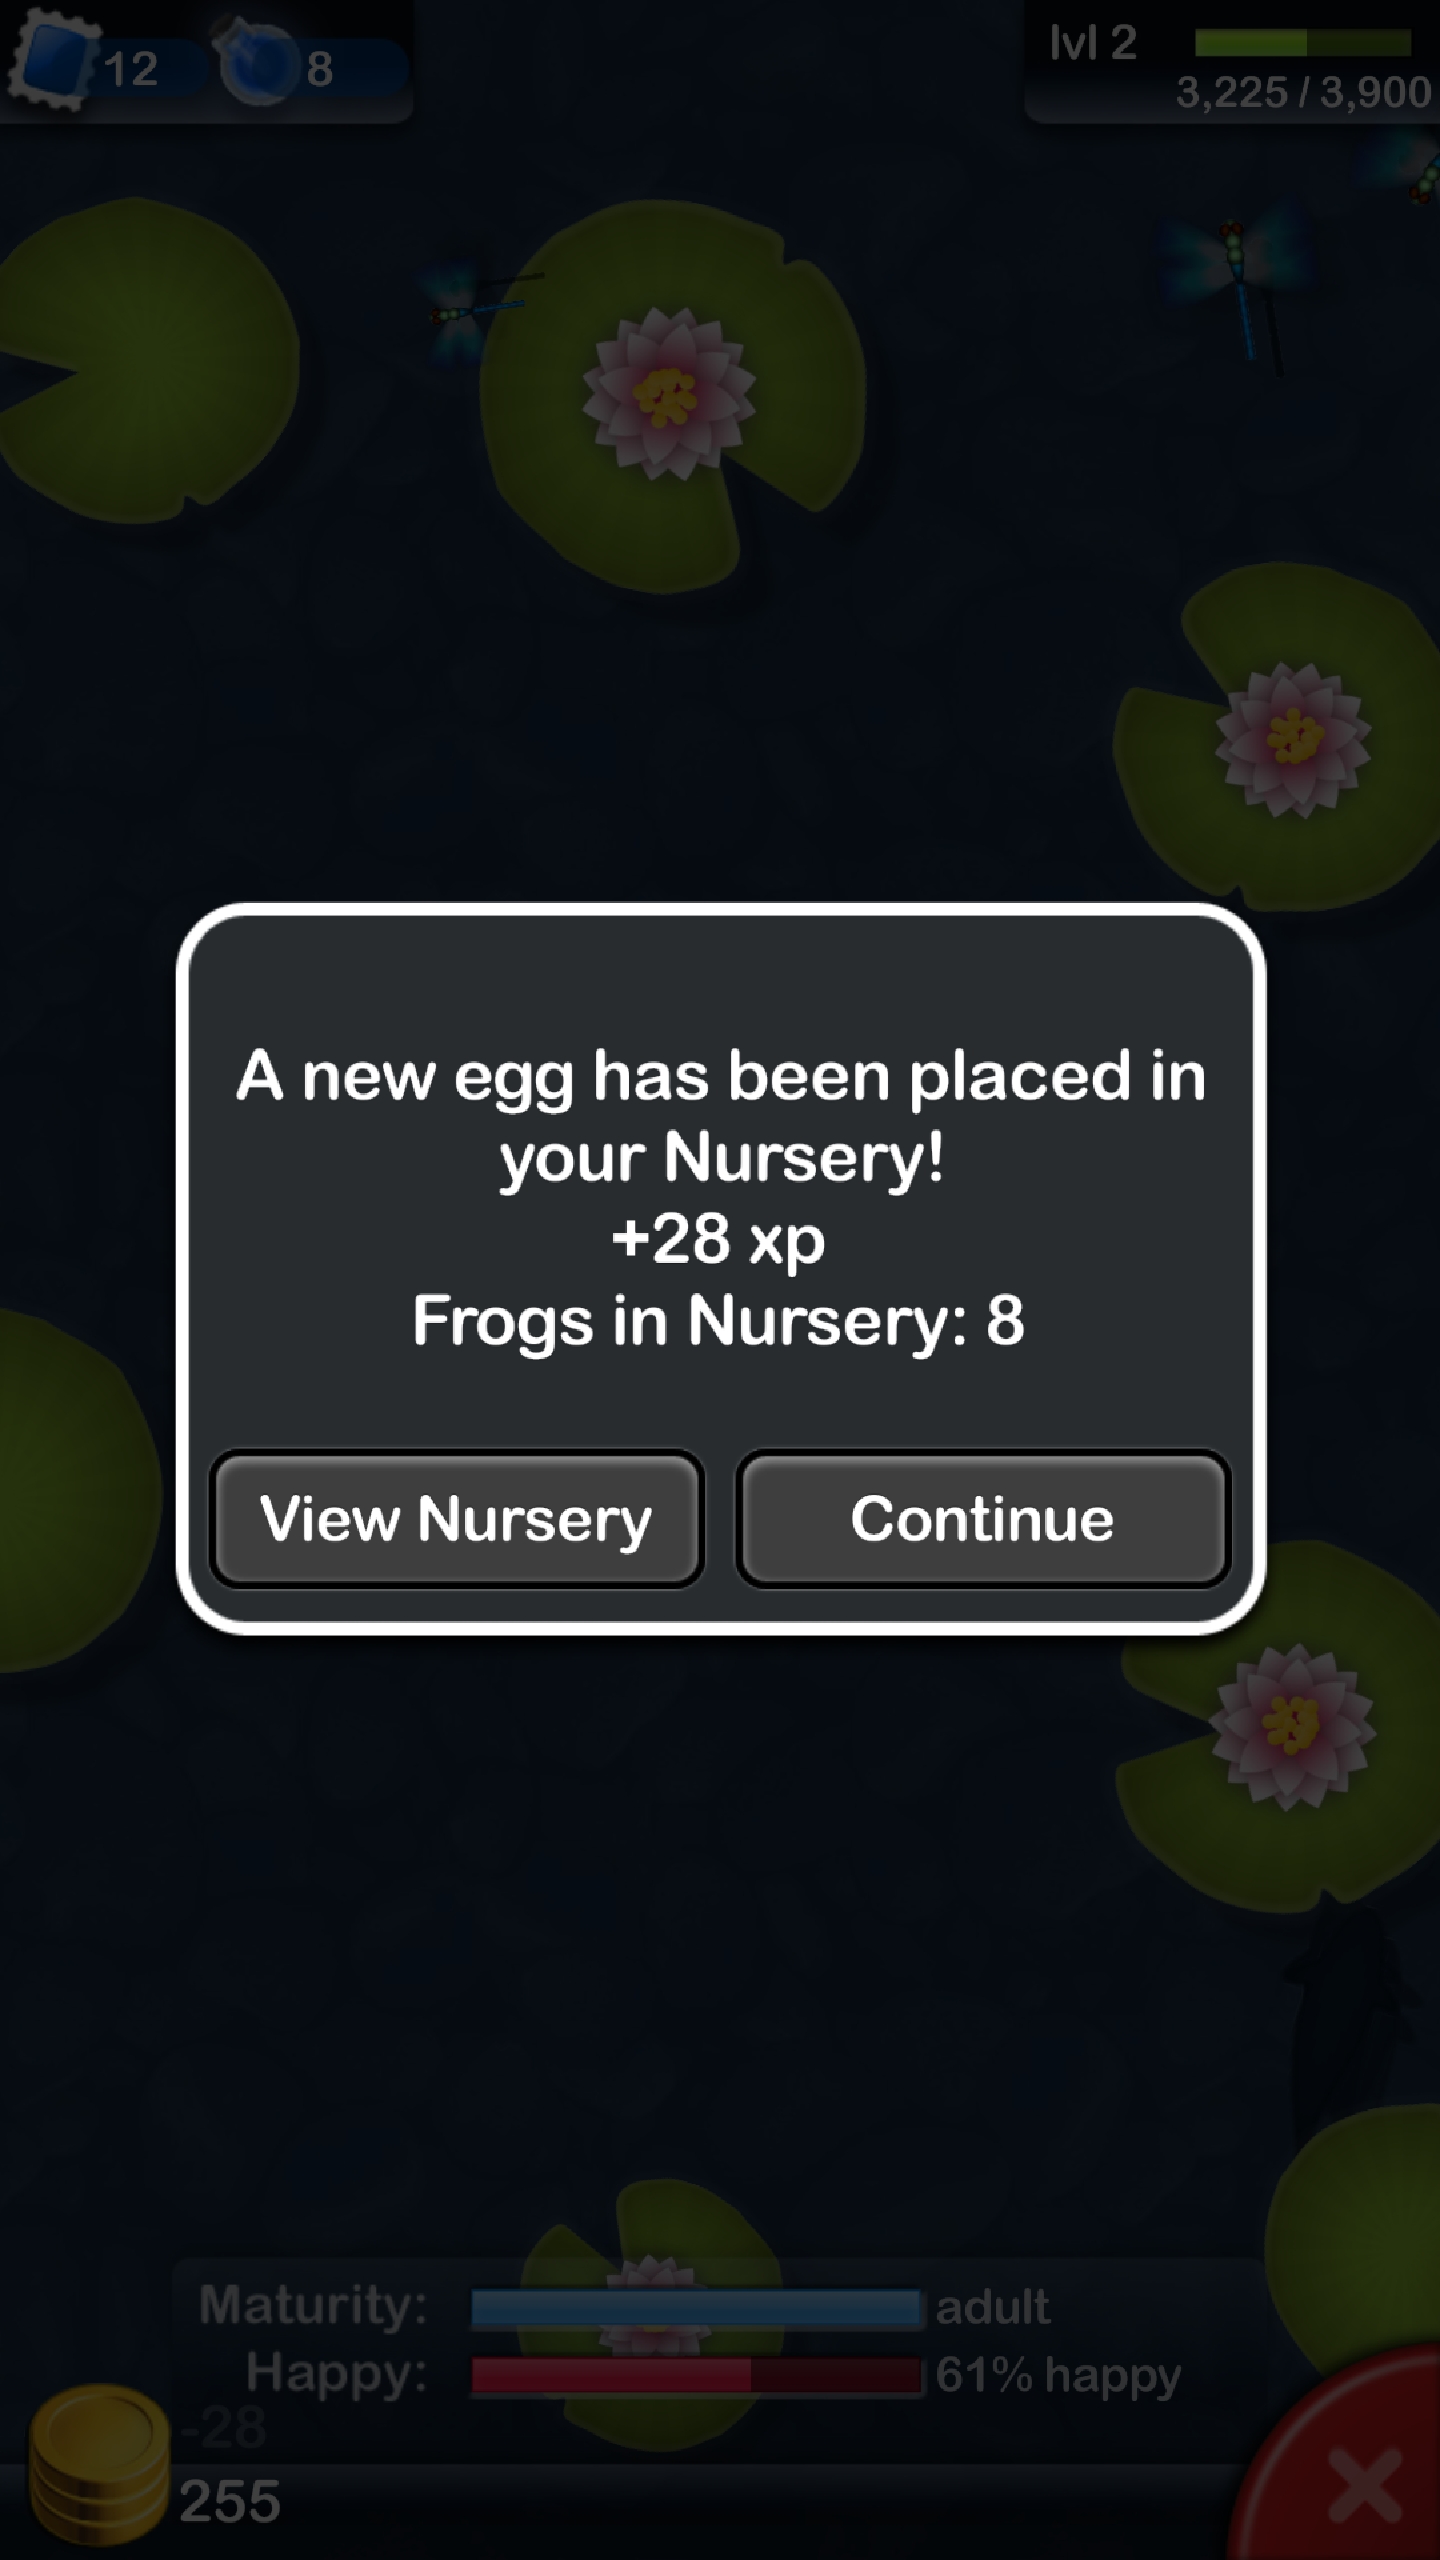 12
8
lvl 2
3,225 / 3,900
A new egg has been placed in
your Nursery!
+28 xp
Frogs in Nursery: 8
View Nursery
Continue
Maturity:
adult
Happy:
61% happy
-28
255